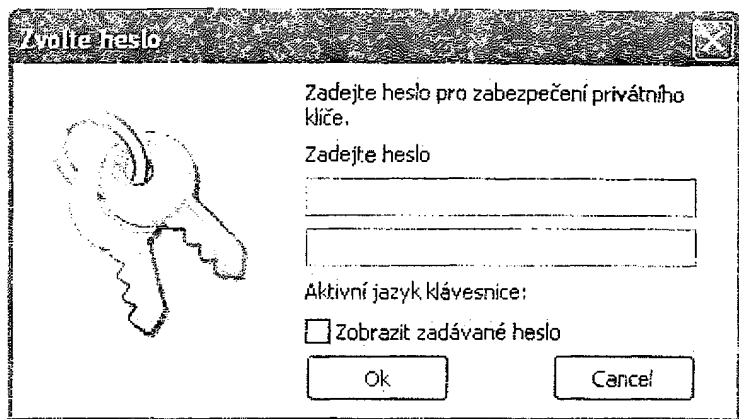 Zvolte heslo
Zadejte heslo pro zabezpečení privátního
klíče.
Zadejte heslo
Aktivní jazyk klávesnice:
Zobrazit zadávané heslo
Ok
Cancel